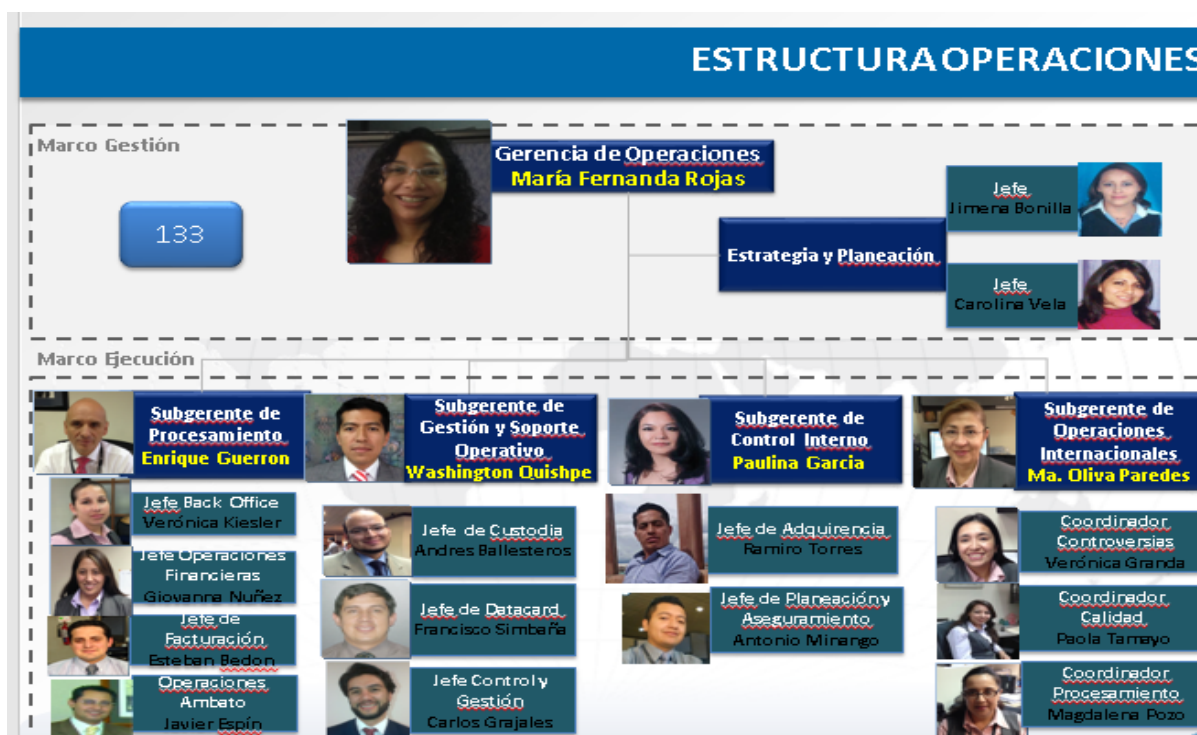 ESTRUCTURA OPERACIONES
Marco Gestión
133
Gerencia de Operaciones
María Fernanda Rojas
Estrategia y Planeación
Jefe
Jimena Bonilla
Jefe
Carolina Vela
Marco Ejecución
Subgerente de
Procesamiento
Enrique Guerron
Jefe Back Office
Verónica Kiesler
Jefe Operaciones
Financieras
Giovanna Nuñez
Jefe de
Facturación
Esteban Bedon
Operaciones
Ambato
Javier Espín
Subgerente de
Gestión y Soporte
Operativo
Washington Quishpe
Jefe de Custodia
Andres Ballesteros
Jefe de Datacard
Francisco Simbaña
Jefe Control y
Gestión
Carlos Grajales
Subgerente de
Control Interno
Paulina Garcia
Jefe de Adquirencia
Ramiro Torres
Jefe de Planeación y
Aseguramiento
Antonio Minango
Subgerente de
Operaciones
Internacionales
Ma. Oliva Paredes
Coordinador
Controversias
Verónica Granda
Coordinador
Calidad
Paola Tamayo
Coordinador
Procesamiento
Magdalena Pozo